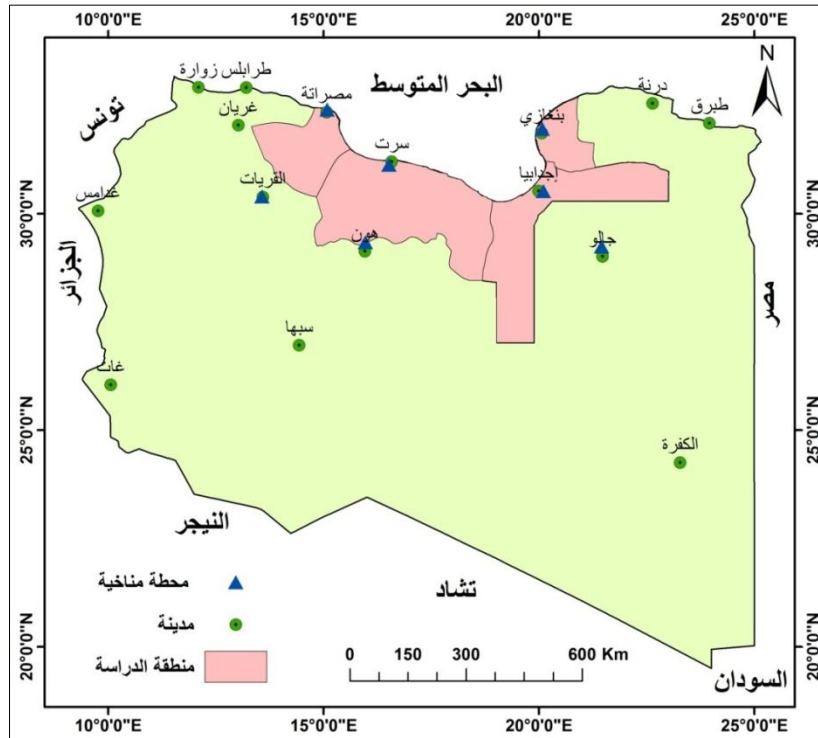 10°0'0"E 15°0'0"E 20°0'0"E 25°0'0"E
N
البحر المتوسط
زوارة
طرابلس
مصراتة
غريان
تونس
سرت
بنغازي
درنة
طبرق
إجدابيا
القريات
غدامس
30°0'0"N
30°0'0"N
هون
جالو
الجزائر
مصر
سبها
غات
25°0'0"N
25°0'0"N
الكفرة
النيجر
تشاد
محطة مناخية
مدينة
منطقة الدراسة
0 150 300 600 Km
20°0'0"N
20°0'0"N
السودان
10°0'0"E 15°0'0"E 20°0'0"E 25°0'0"E